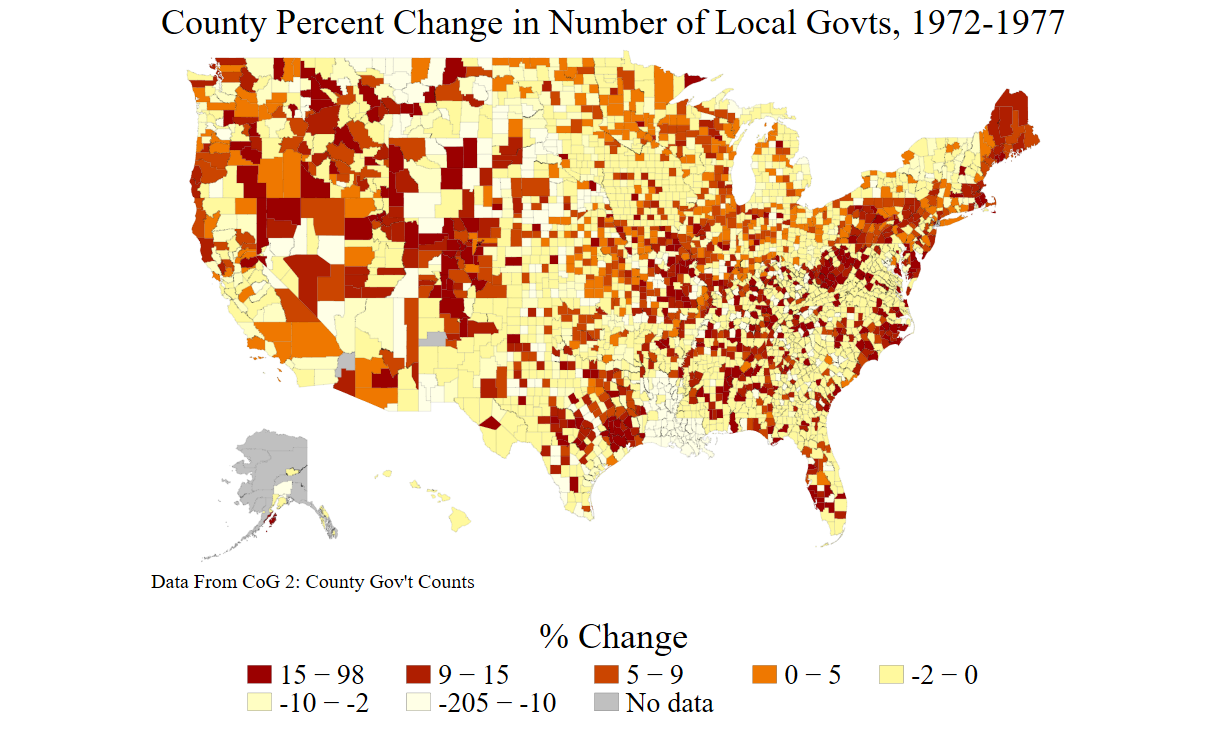 County Percent Change in Number of Local Govts, 1972-1977
Data From CoG 2: County Gov't Counts
% Change
15 − 98 9 − 15 5 − 9 0 − 5 -2 − 0
-10 − -2 -205 − -10 No data